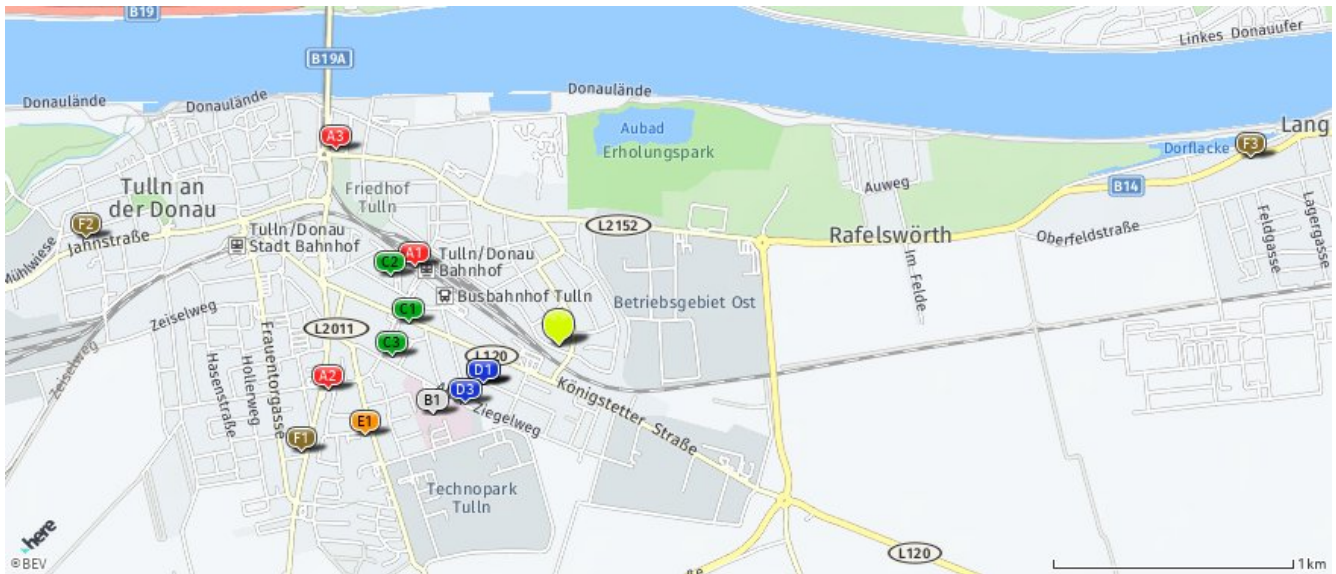 B19
Linkes Donauufer
B19A
Donaulände
Donaulände
Donaulände
A3
Aubad
Erholungspark
Lang
Dorflacke
F3
Friedhof
Tulln
Tulln an
der Donau
Auweg
B14
F2
Jahnstraße
Mühlwiese
Tulln/Donau
Stadt Bahnhof
L2152
Rafelswörth
Oberfeldstraße
Feldgasse
Lagergasse
Im Felde
C2
A1
Tulln/Donau
Bahnhof
Busbahnhof Tulln
Betriebsgebiet Ost
Zeiselweg
C1
L2011
C3
L120
Zeiselweg
Hasenstraße
Hollerweg
Frauentorgasse
A2
D1
D3
B1
Ziegelweg
Königstetter Straße
E1
F1
Technopark
Tulln
L120
here
©BEV
1km